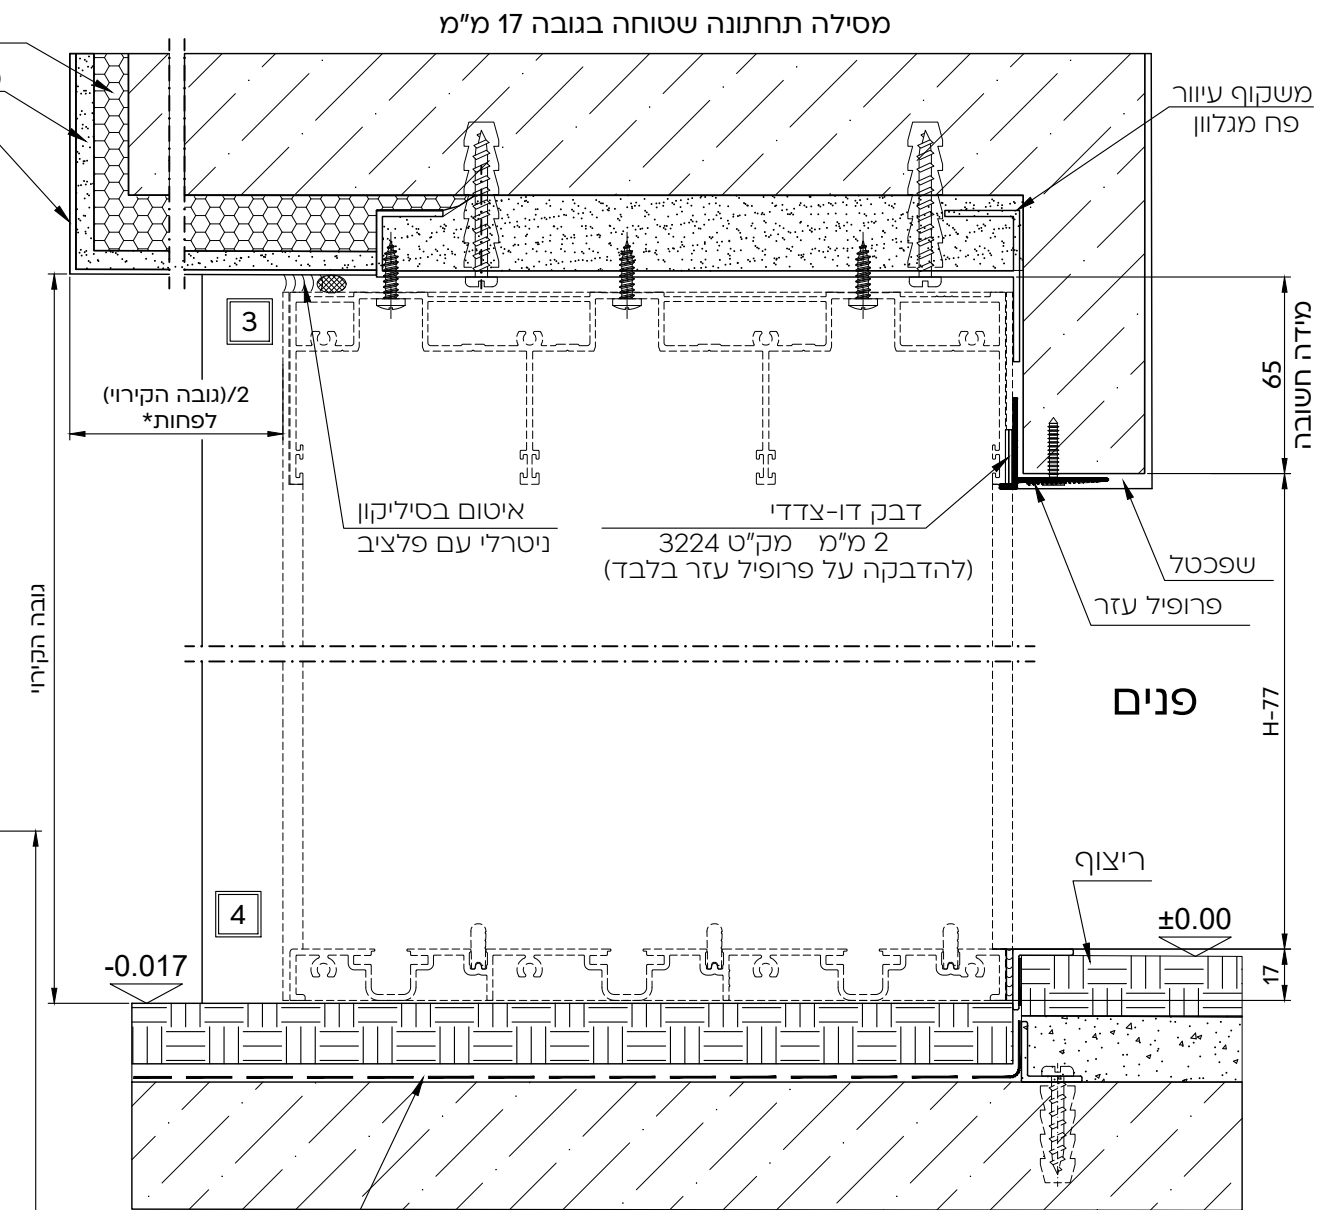 מסילה תחתונה שטוחה בגובה 17 מ"מ
משקוף עיוור
פח מגלוון
3
2/(גובה הקירוי)
לפחות*
65
מידה חשובה
איטום בסיליקון
ניטרלי עם פלציב
דבק דו-צדדי
2 מ"מ מק"ט 3224
(להדבקה על פרופיל עזר בלבד)
שפכטל
פרופיל עזר
גובה הקירוי
פנים
H-77
ריצוף
4
±0.00
-0.017
17